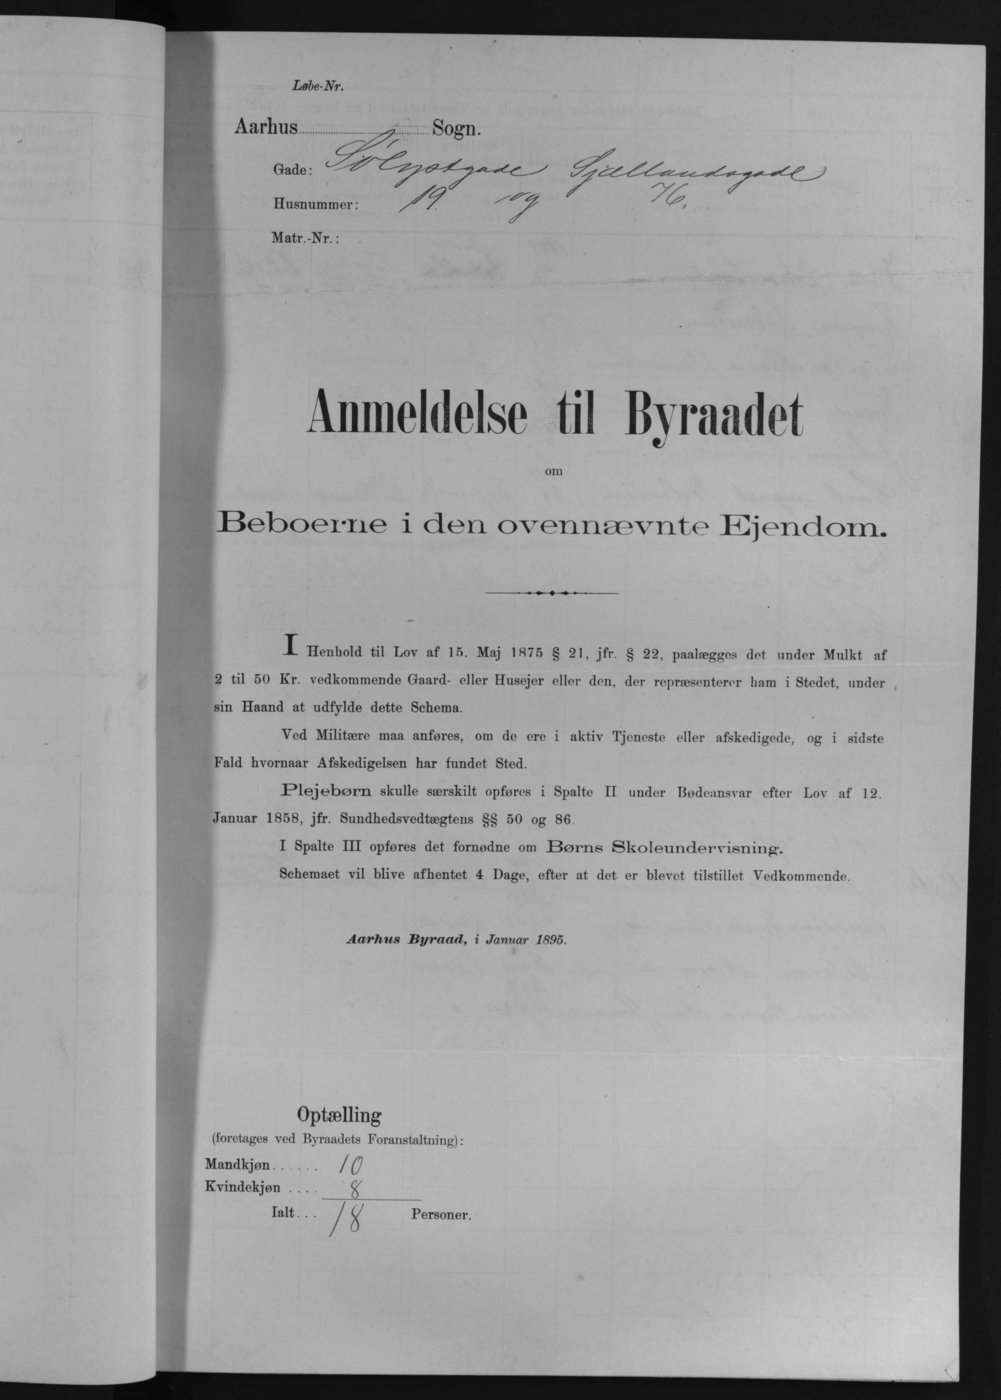 Løbe-Nr.
Aarhus Sogn.
Gade: Sølystgade Sjællandsgade
Husnummer: 19 og 76.
Matr.-Nr.:
Anmeldelse til Byraadet
om
Beboerne i den ovennævnte Ejendom.
I Henhold til Lov af 15. Maj 1875 § 21, jfr. § 22, paalægges det under Mulkt af
2 til 50 Kr. vedkommende Gaard- eller Husejer eller den, der repræsenterer ham i Stedet, under
sin Haand at udfylde dette Schema.
Ved Militære maa anføres, om de ere i aktiv Tjeneste eller afskedigede, og i sidste
Fald hvornaar Afskedigelsen har fundet Sted.
Plejebørn skulle særskilt opføres i Spalte II under Bødeansvar efter Lov af 12.
Januar 1858, jfr. Sundhedsvedtægtens §§ 50 og 86.
I Spalte III opføres det fornødne om Børns Skoleundervisning.
Schemaet vil blive afhentet 4 Dage, efter at det er blevet tilstillet Vedkommende.
Aarhus Byraad, i Januar 1895.
Optælling
(foretages ved Byraadets Foranstaltning):
Mandkjøn...... 10
Kvindekjøn .... 8
Ialt... 18 Personer.